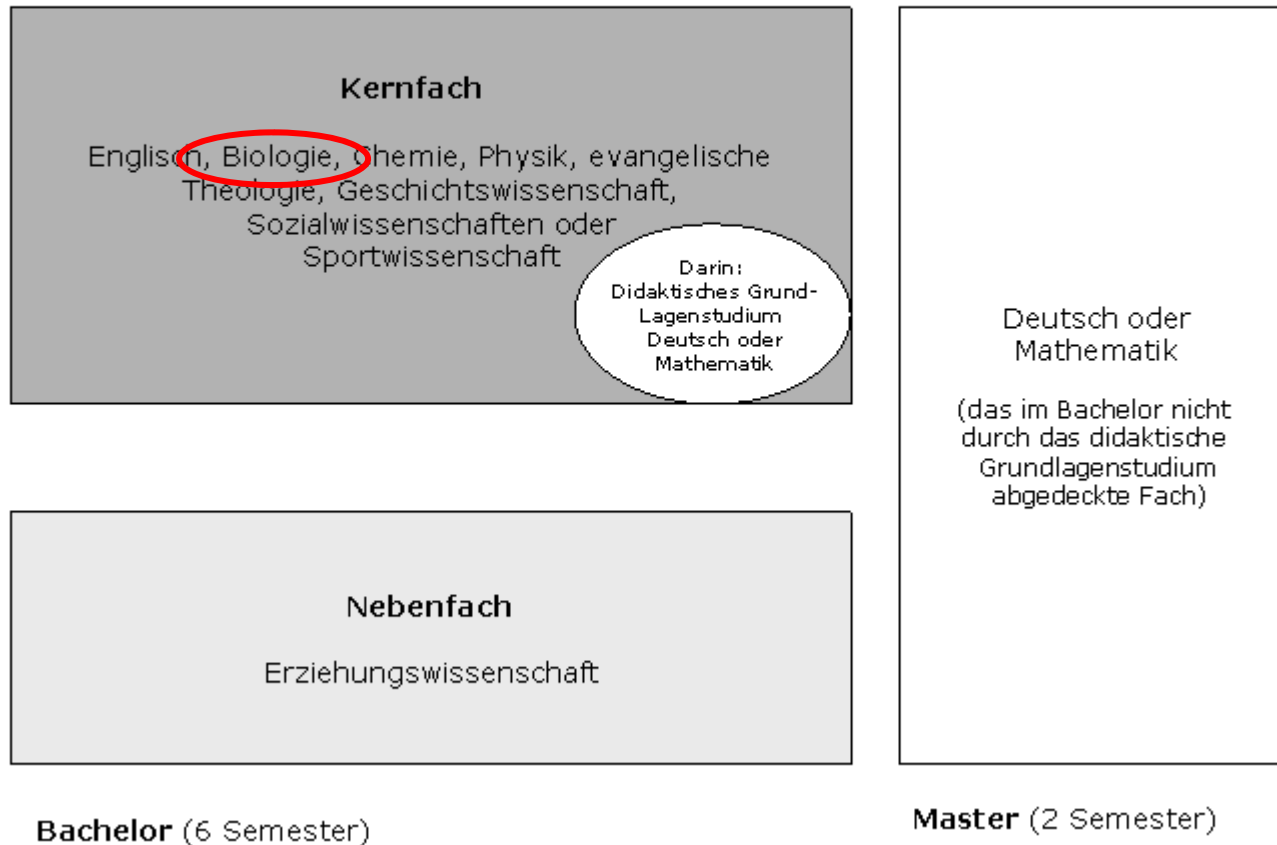 Kernfach
Englisch, Biologie, Chemie, Physik, evangelische
Theologie, Geschichtswissenschaft,
Sozialwissenschaften oder
Sportwissenschaft
Darin:
Didaktisches Grund-
Lagenstudium
Deutsch oder
Mathematik
Nebenfach
Erziehungswissenschaft
Bachelor (6 Semester)
Deutsch oder
Mathematik
(das im Bachelor nicht
durch das didaktische
Grundlagenstudium
abgedeckte Fach)
Master (2 Semester)